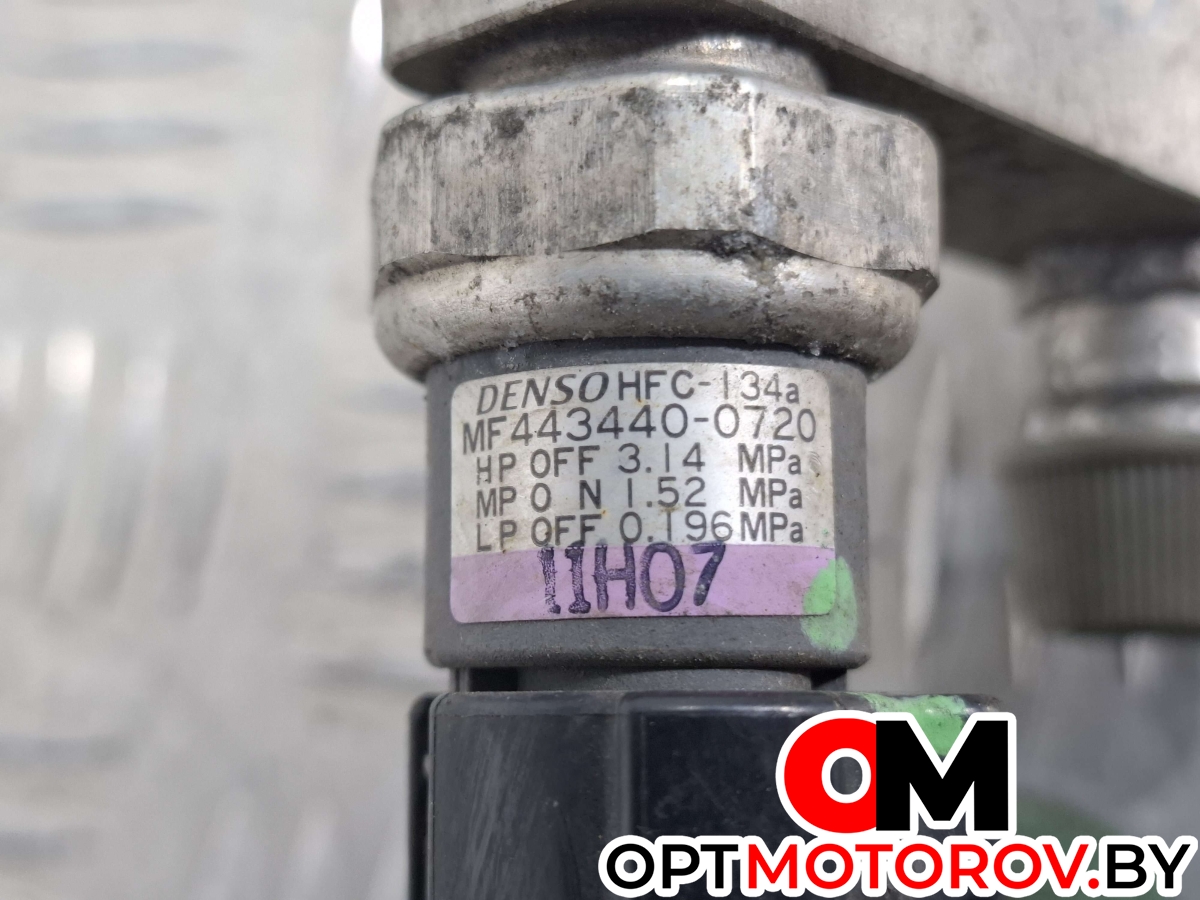 DENSO HFC-134a
MF443440-0720
HP OFF 3.14 MPa
MP O N 1.52 MPa
LP OFF 0.196 MPa
11H07
OM
OPTMOTOROV.BY